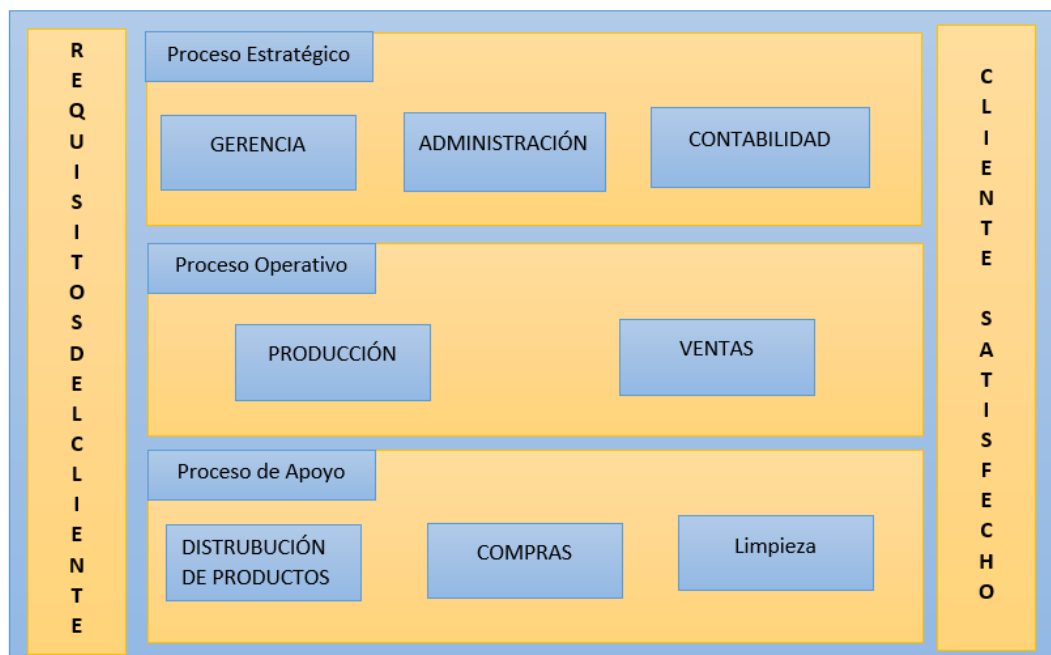 REQUISITOS DEL CLIENTE
Proceso Estratégico
GERENCIA
ADMINISTRACIÓN
CONTABILIDAD
Proceso Operativo
PRODUCCIÓN
VENTAS
Proceso de Apoyo
DISTRUBUCIÓN
DE PRODUCTOS
COMPRAS
Limpieza
CLIENTE SATISFECHO